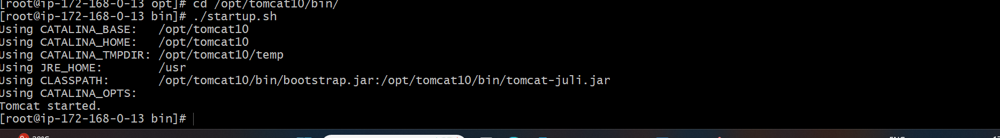 [root@ip-172-168-0-13 opt]# cd /opt/tomcat10/bin/
[root@ip-172-168-0-13 bin]# ./startup.sh
Using CATALINA_BASE:   /opt/tomcat10
Using CATALINA_HOME:   /opt/tomcat10
Using CATALINA_TMPDIR: /opt/tomcat10/temp
Using JRE_HOME:        /usr
Using CLASSPATH:       /opt/tomcat10/bin/bootstrap.jar:/opt/tomcat10/bin/tomcat-juli.jar
Using CATALINA_OPTS:
Tomcat started.
[root@ip-172-168-0-13 bin]#